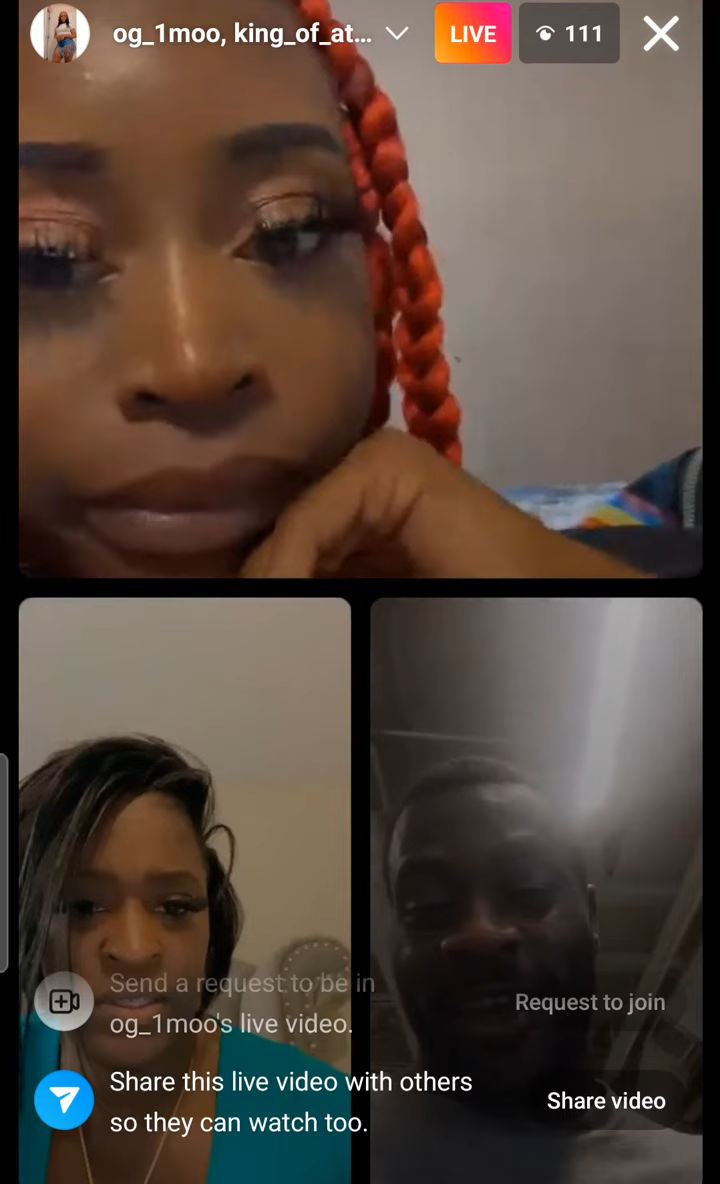 og_1moo, king_of_at...
LIVE
111
Send a request to be in
og_1moo's live video.
Request to join
Share this live video with others
so they can watch too.
Share video